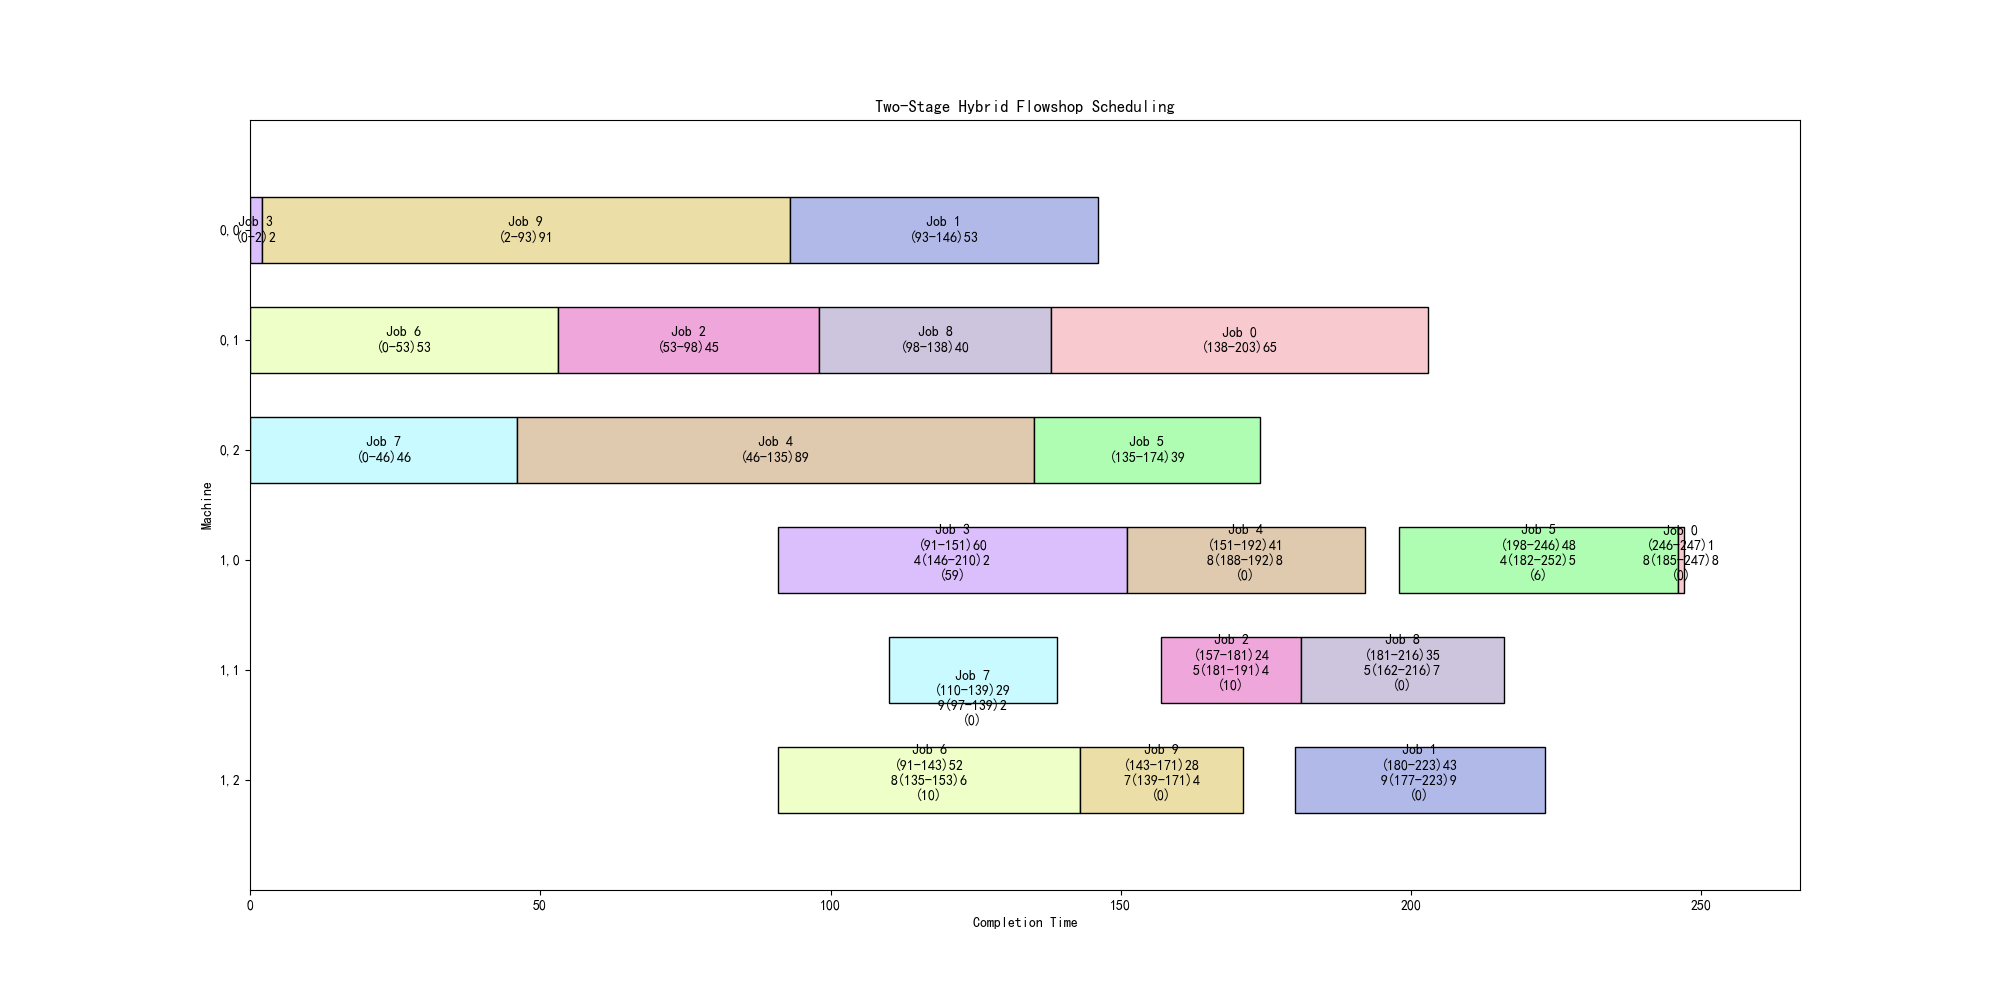 Two-Stage Hybrid Flowshop Scheduling
0,0
Job 3
(0-2)2
Job 9
(2-93)91
Job 1
(93-146)53
0,1
Job 6
(0-53)53
Job 2
(53-98)45
Job 8
(98-138)40
Job 0
(138-203)65
0,2
Job 7
(0-46)46
Job 4
(46-135)89
Job 5
(135-174)39
Machine
1,0
Job 3
(91-151)60
4(146-210)2
(59)
Job 4
(151-192)41
8(188-192)8
(0)
Job 5
(198-246)48
4(182-252)5
(6)
Job 0
(246-247)1
8(185-247)8
(0)
1,1
Job 7
(110-139)29
9(97-139)2
(0)
Job 2
(157-181)24
5(181-191)4
(10)
Job 8
(181-216)35
5(162-216)7
(0)
1,2
Job 6
(91-143)52
8(135-153)6
(10)
Job 9
(143-171)28
7(139-171)4
(0)
Job 1
(180-223)43
9(177-223)9
(0)
0
50
100
150
200
250
Completion Time